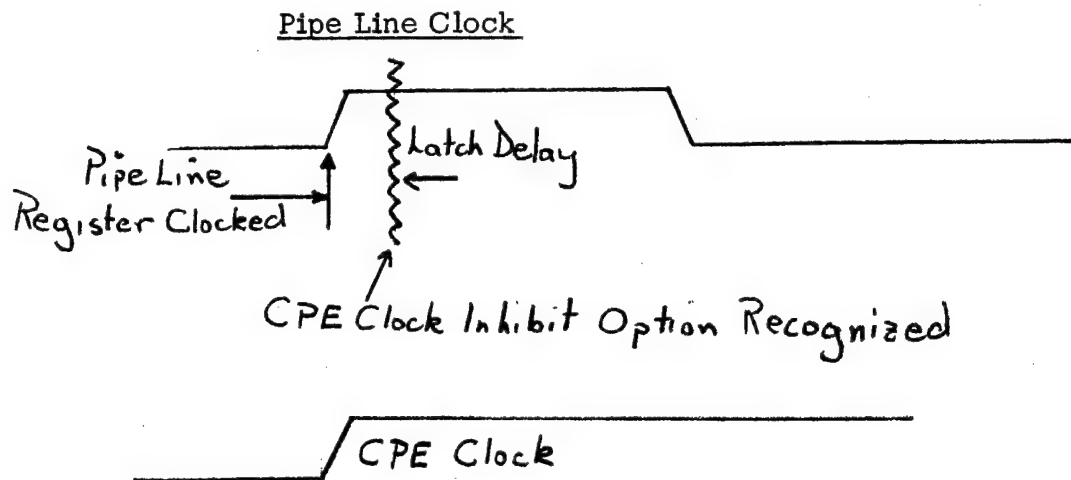 Pipe Line Clock
Latch Delay
Pipe Line
Register Clocked
CPE Clock Inhibit Option Recognized
CPE Clock